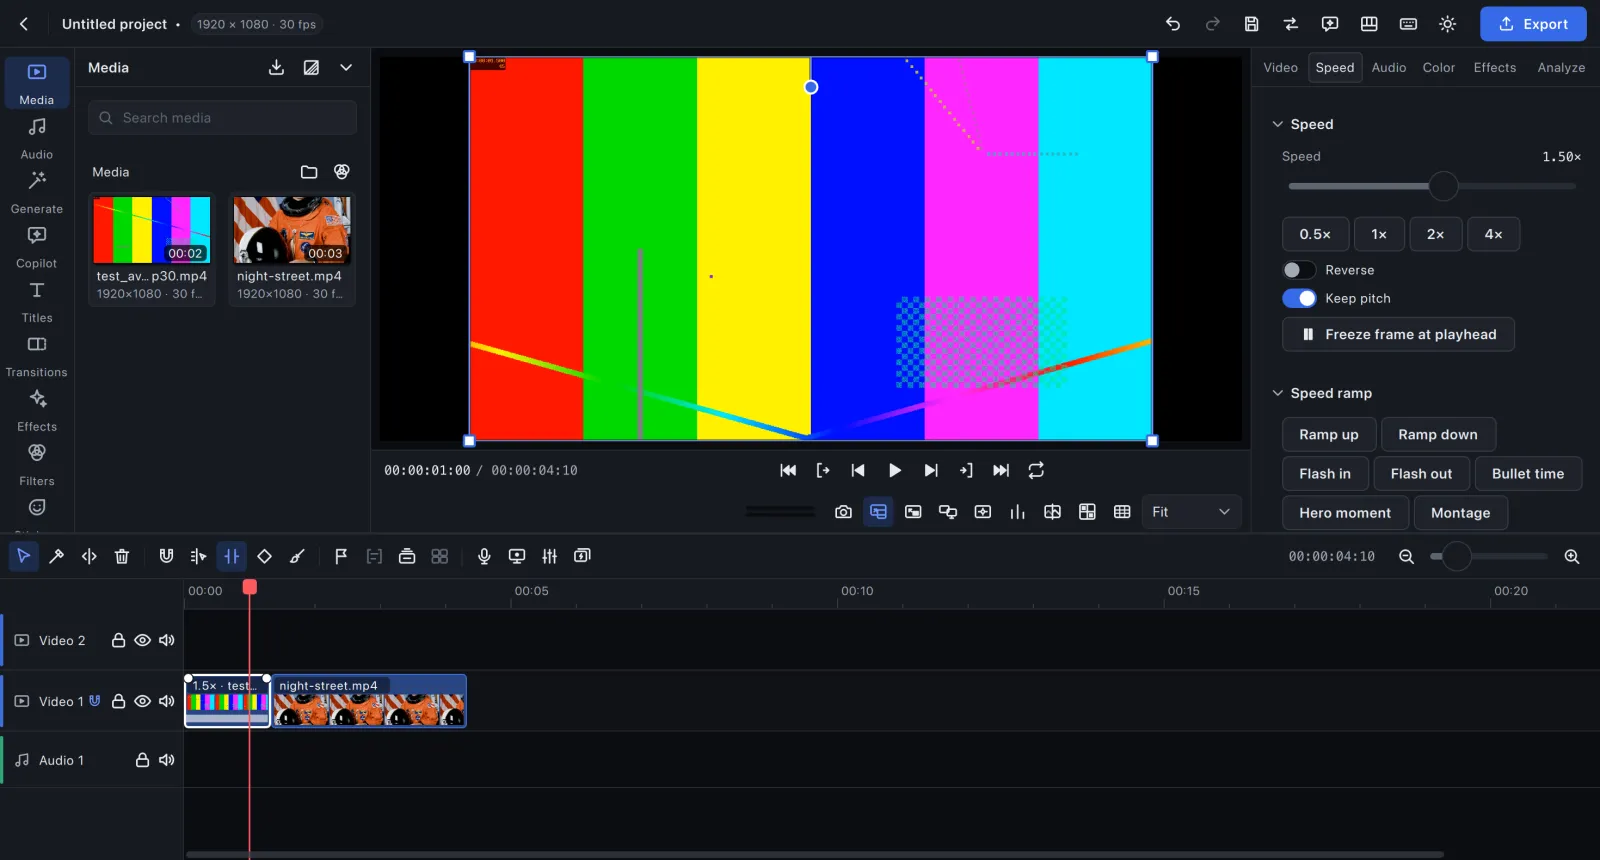 Untitled project • 1920 × 1080 · 30 fps
Export
Media
Audio
Generate
Copilot
Titles
Transitions
Effects
Filters
Media
Search media
Media
00:02
test_av…p30.mp4
1920×1080 · 30 f…
00:03
night-street.mp4
1920×1080 · 30 f…
00:00:01:00 / 00:00:04:10
Fit
Video Speed Audio Color Effects Analyze
Speed
Speed 1.50×
0.5× 1× 2× 4×
Reverse
Keep pitch
Freeze frame at playhead
Speed ramp
Ramp up Ramp down
Flash in Flash out Bullet time
Hero moment Montage
00:00:04:10
00:00 00:05 00:10 00:15 00:20
Video 2
Video 1
1.5× · test…
night-street.mp4
Audio 1